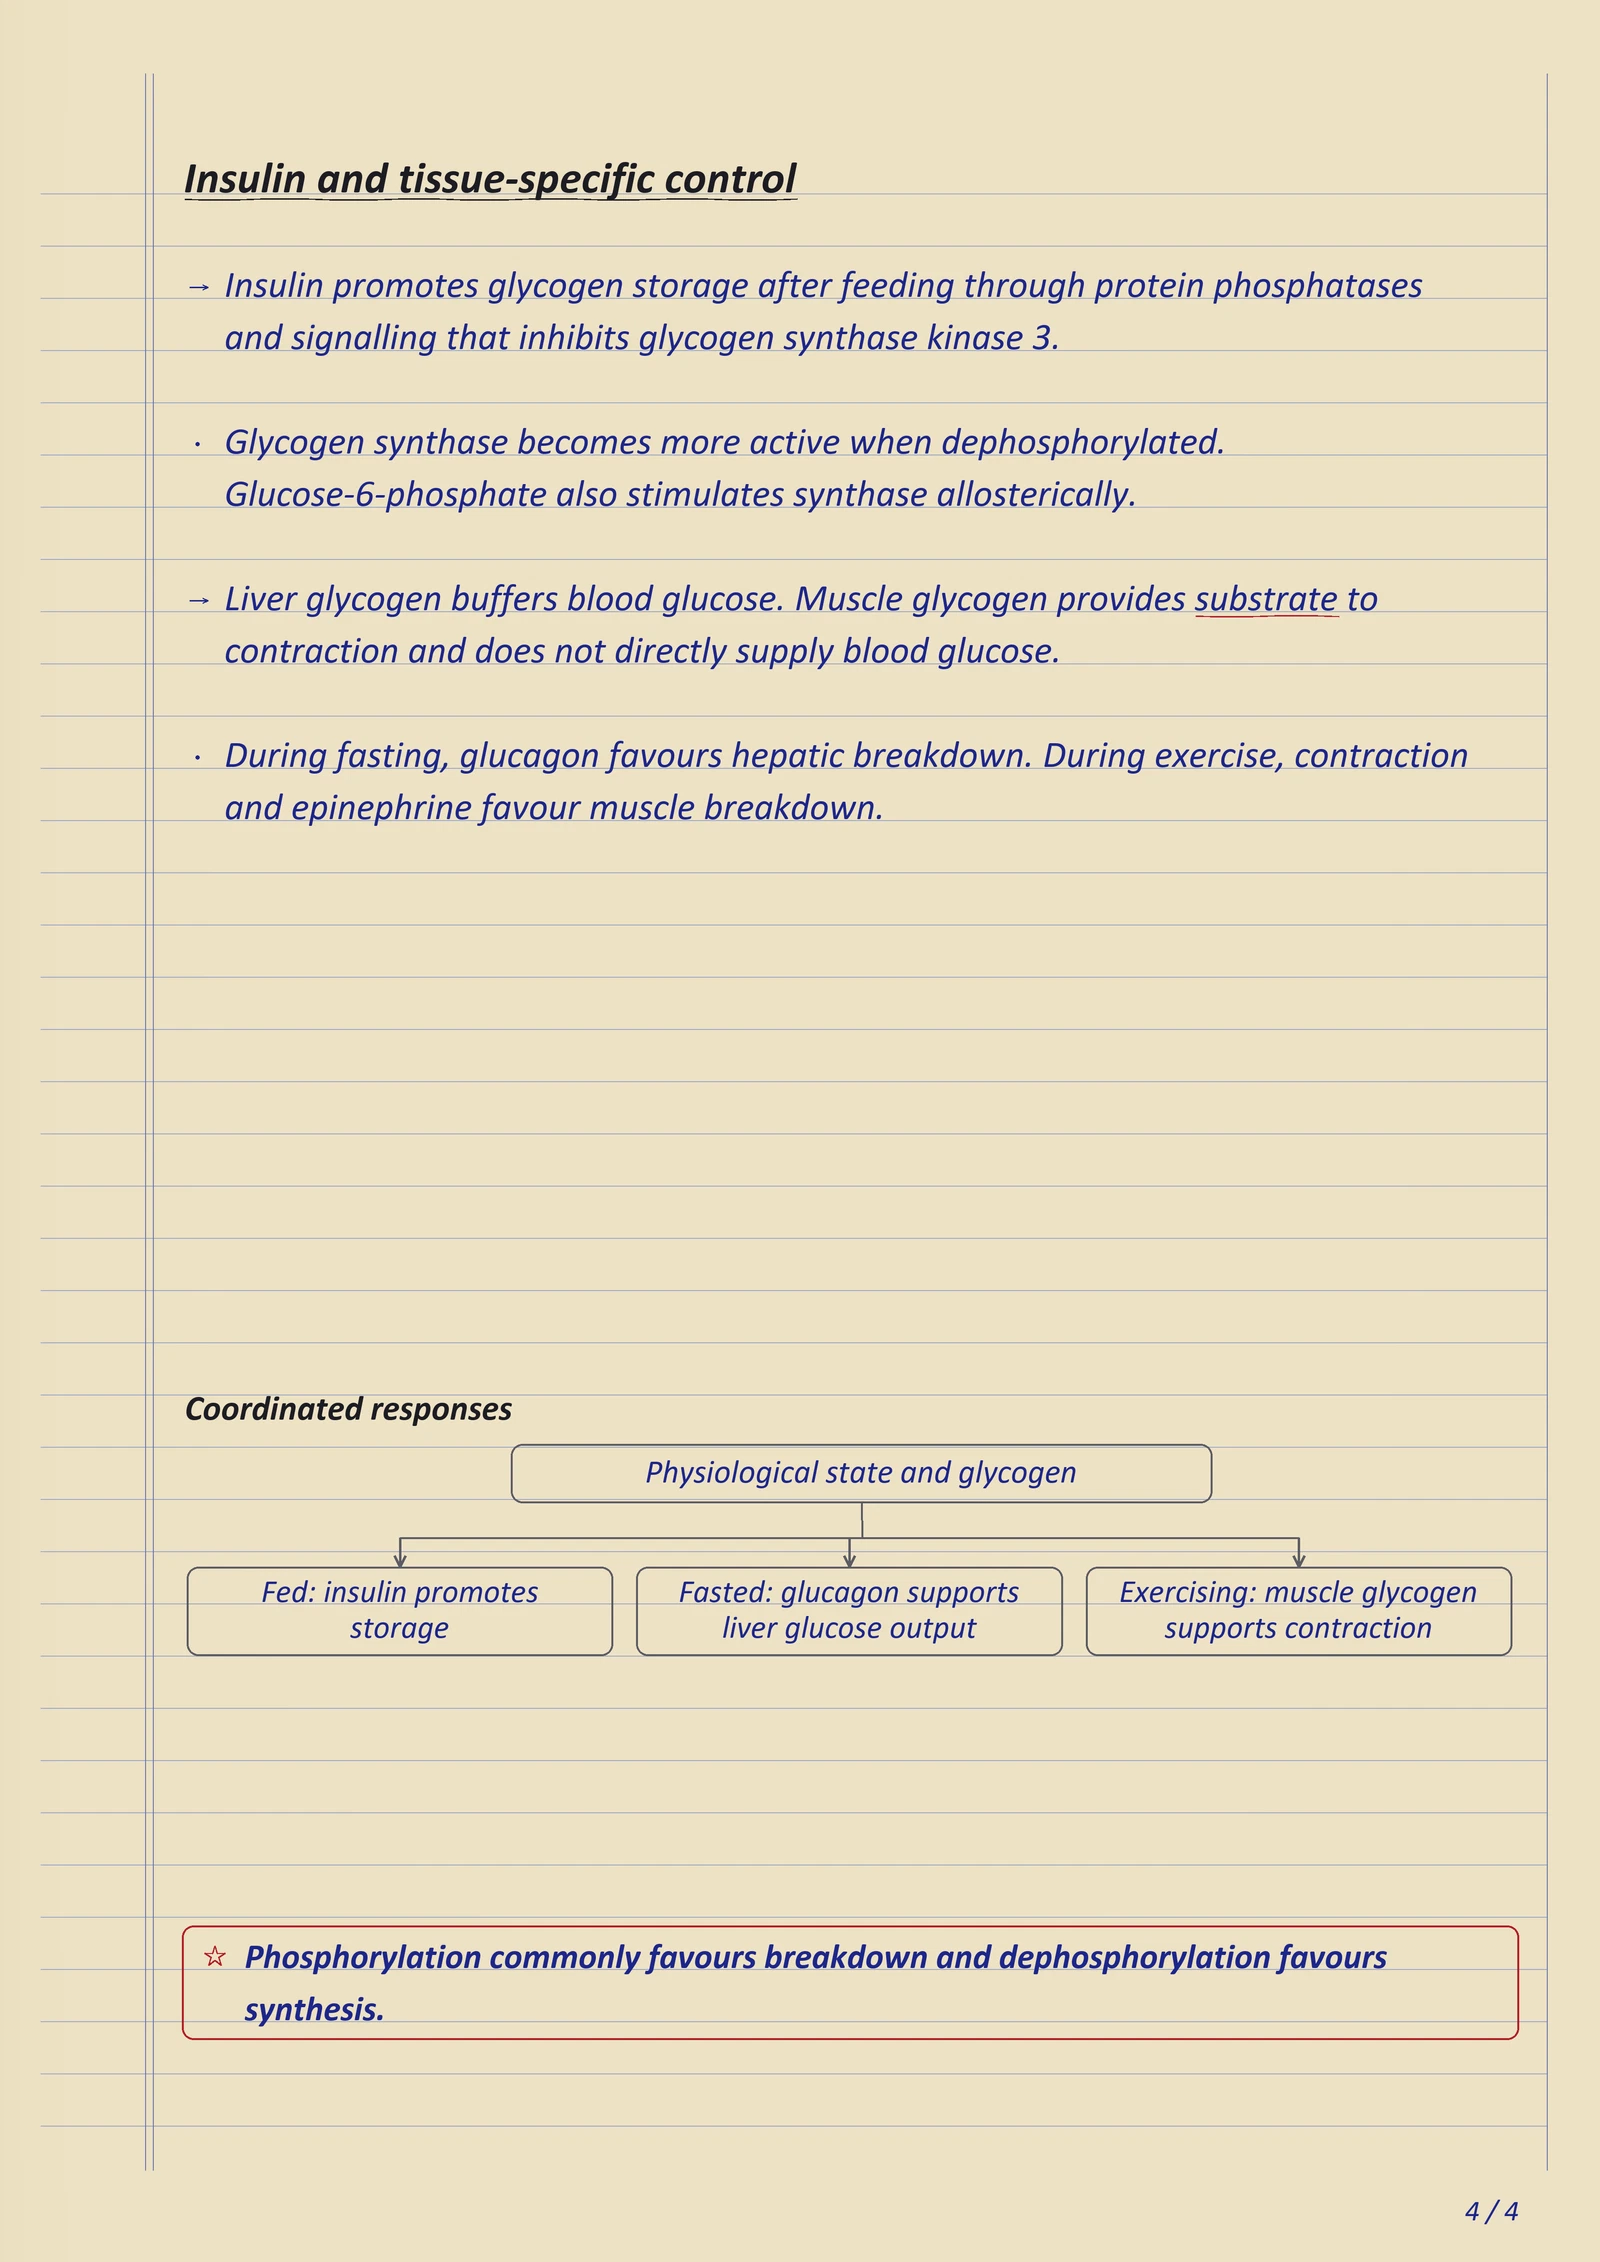 Insulin and tissue-specific control
→ Insulin promotes glycogen storage after feeding through protein phosphatases
and signalling that inhibits glycogen synthase kinase 3.
· Glycogen synthase becomes more active when dephosphorylated.
Glucose-6-phosphate also stimulates synthase allosterically.
→ Liver glycogen buffers blood glucose. Muscle glycogen provides substrate to
contraction and does not directly supply blood glucose.
· During fasting, glucagon favours hepatic breakdown. During exercise, contraction
and epinephrine favour muscle breakdown.
Coordinated responses
Physiological state and glycogen
Fed: insulin promotes
storage
Fasted: glucagon supports
liver glucose output
Exercising: muscle glycogen
supports contraction
☆ Phosphorylation commonly favours breakdown and dephosphorylation favours
synthesis.
4 / 4